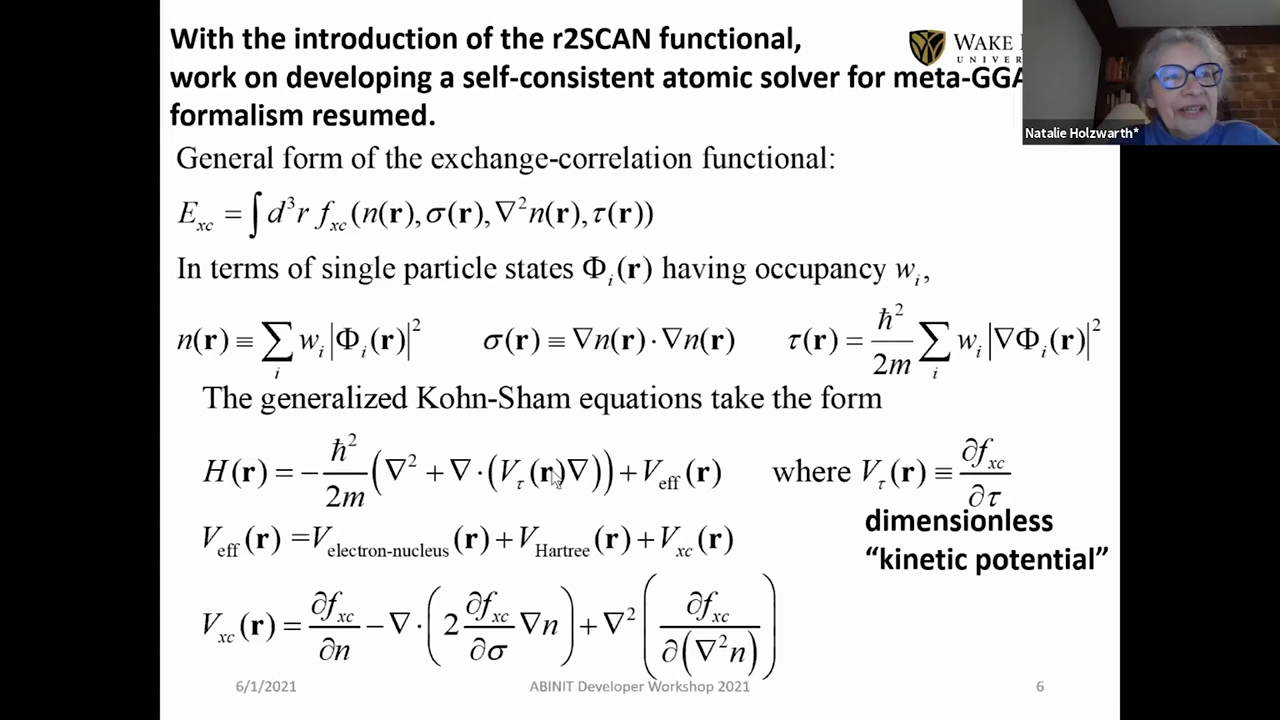 With the introduction of the r2SCAN functional,
work on developing a self-consistent atomic solver for meta-GGA
formalism resumed.
WAKE
UNIVER
Natalie Holzwarth*
General form of the exchange-correlation functional:
E_xc = ∫ d³r f_xc (n(r), σ(r), ∇²n(r), τ(r))
In terms of single particle states Φ_i(r) having occupancy w_i,
n(r) ≡ ∑_i w_i |Φ_i(r)|² σ(r) ≡ ∇n(r)·∇n(r) τ(r) = ħ²/2m ∑_i w_i |∇Φ_i(r)|²
The generalized Kohn-Sham equations take the form
H(r) = − ħ²/2m (∇² + ∇·(V_τ(r)∇)) + V_eff(r) where V_τ(r) ≡ ∂f_xc/∂τ
dimensionless
"kinetic potential"
V_eff(r) = V_electron-nucleus(r) + V_Hartree(r) + V_xc(r)
V_xc(r) = ∂f_xc/∂n − ∇·(2 ∂f_xc/∂σ ∇n) + ∇² (∂f_xc/∂(∇²n))
6/1/2021 ABINIT Developer Workshop 2021 6